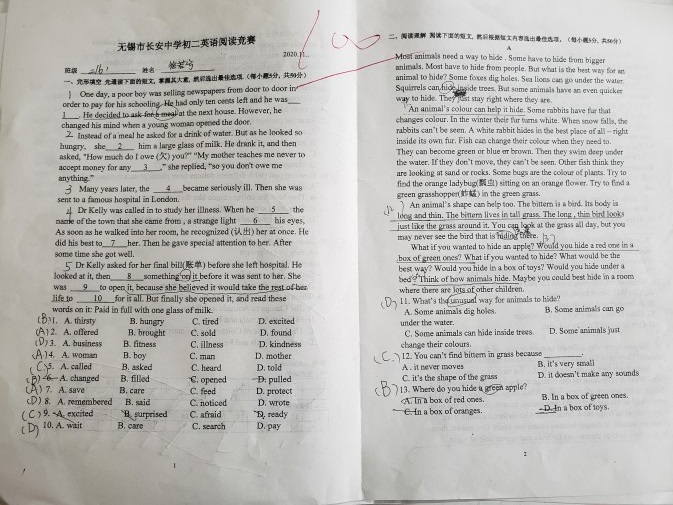 无锡市长安中学初二英语阅读竞赛
2020.11
班级 姓名
一、完形填空 先通读下面的短文，掌握其大意，然后选出最佳选项.（每小题5分，共50分）
1 One day, a poor boy was selling newspapers from door to door in
order to pay for his schooling. He had only ten cents left and he was
1 . He decided to ask for a meal at the next house. However, he
changed his mind when a young woman opened the door.
2 Instead of a meal he asked for a drink of water. But as he looked so
hungry, she 2 him a large glass of milk. He drank it, and then
asked, "How much do I owe (欠) you?" "My mother teaches me never to
accept money for any 3 ," she replied, "so you don't owe me
anything."
3 Many years later, the 4 became seriously ill. Then she was
sent to a famous hospital in London.
4 Dr Kelly was called in to study her illness. When he 5 the
name of the town that she came from , a strange light 6 his eyes.
As soon as he walked into her room, he recognized (认出) her at once. He
did his best to 7 her. Then he gave special attention to her. After
some time she got well.
5 Dr Kelly asked for her final bill(账单) before she left hospital. He
looked at it, then 8 something on it before it was sent to her. She
was 9 to open it, because she believed it would take the rest of her
life to 10 for it all. But finally she opened it, and read these
words on it: Paid in full with one glass of milk.
(B)1. A. thirsty B. hungry C. tired D. excited
(A)2. A. offered B. brought C. sold D. found
(D)3. A. business B. fitness C. illness D. kindness
(A)4. A. woman B. boy C. man D. mother
(C)5. A. called B. asked C. heard D. told
(B)6. A. changed B. filled C. opened D. pulled
(A)7. A. save B. care C. feed D. protect
(D)8. A. remembered B. said C. noticed D. wrote
(C)9. A. excited B. surprised C. afraid D. ready
(D)10. A. wait B. care C. search D. pay
1
100
二、阅读理解 阅读下面的短文，然后根据短文内容选出最佳选项。（每小题5分，共50分）
A
Most animals need a way to hide . Some have to hide from bigger
animals. Most have to hide from people. But what is the best way for an
animal to hide? Some foxes dig holes. Sea lions can go under the water.
Squirrels can hide inside trees. But some animals have an even quicker
way to hide. They just stay right where they are.
An animal's colour can help it hide. Some rabbits have fur that
changes colour. In the winter their fur turns white. When snow falls, the
rabbits can't be seen. A white rabbit hides in the best place of all – right
inside its own fur. Fish can change their colour when they need to.
They can become green or blue or brown. Then they swim deep under
the water. If they don't move, they can't be seen. Other fish think they
are looking at sand or rocks. Some bugs are the colour of plants. Try to
find the orange ladybug(瓢虫) sitting on an orange flower. Try to find a
green grasshopper(蚱蜢) in the green grass.
An animal's shape can help too. The bittern is a bird. Its body is
long and thin. The bittern lives in tall grass. The long , thin bird looks
just like the grass around it. You can look at the grass all day, but you
may never see the bird that is hiding there.
What if you wanted to hide an apple? Would you hide a red one in a
box of green ones? What if you wanted to hide? What would be the
best way? Would you hide in a box of toys? Would you hide under a
bed? Think of how animals hide. Maybe you could best hide in a room
where there are lots of other children.
(D)11. What's the unusual way for animals to hide?
A. Some animals dig holes. B. Some animals can go
under the water.
C. Some animals can hide inside trees. D. Some animals just
change their colours.
(C)12. You can't find bittern in grass because ______.
A . it never moves B. it's very small
C. it's the shape of the grass D. it doesn't make any sounds
(B)13. Where do you hide a green apple?
A. In a box of red ones. B. In a box of green ones.
C. In a box of oranges. D. In a box of toys.
2